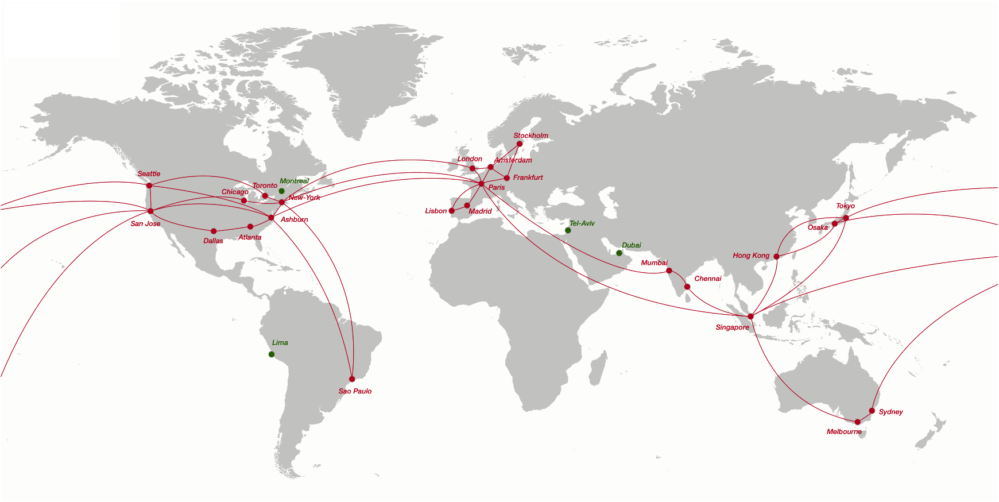 Stockholm
London
Amsterdam
Seattle
Frankfurt
Montreal
Toronto
Paris
Chicago
New-York
Tokyo
Lisbon
Madrid
Ashburn
San Jose
Tel-Aviv
Osaka
Atlanta
Dallas
Dubai
Hong Kong
Mumbai
Chennai
Singapore
Lima
Sao Paulo
Sydney
Melbourne